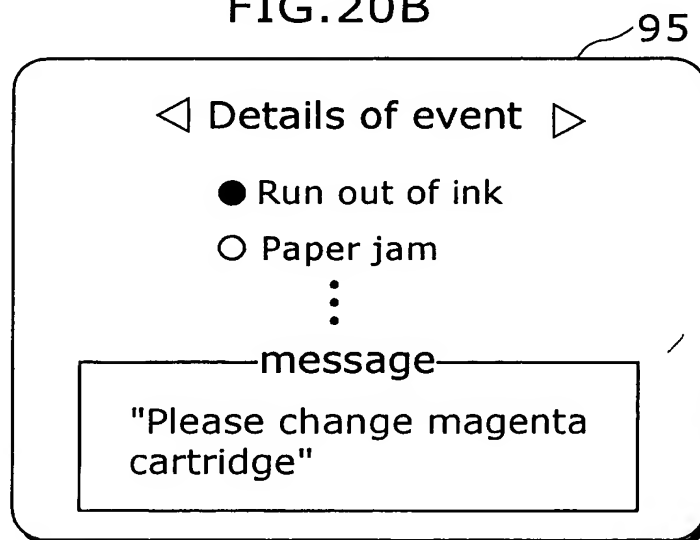 FIG.20B
95
Details of event
Run out of ink
Paper jam
message
"Please change magenta
cartridge"